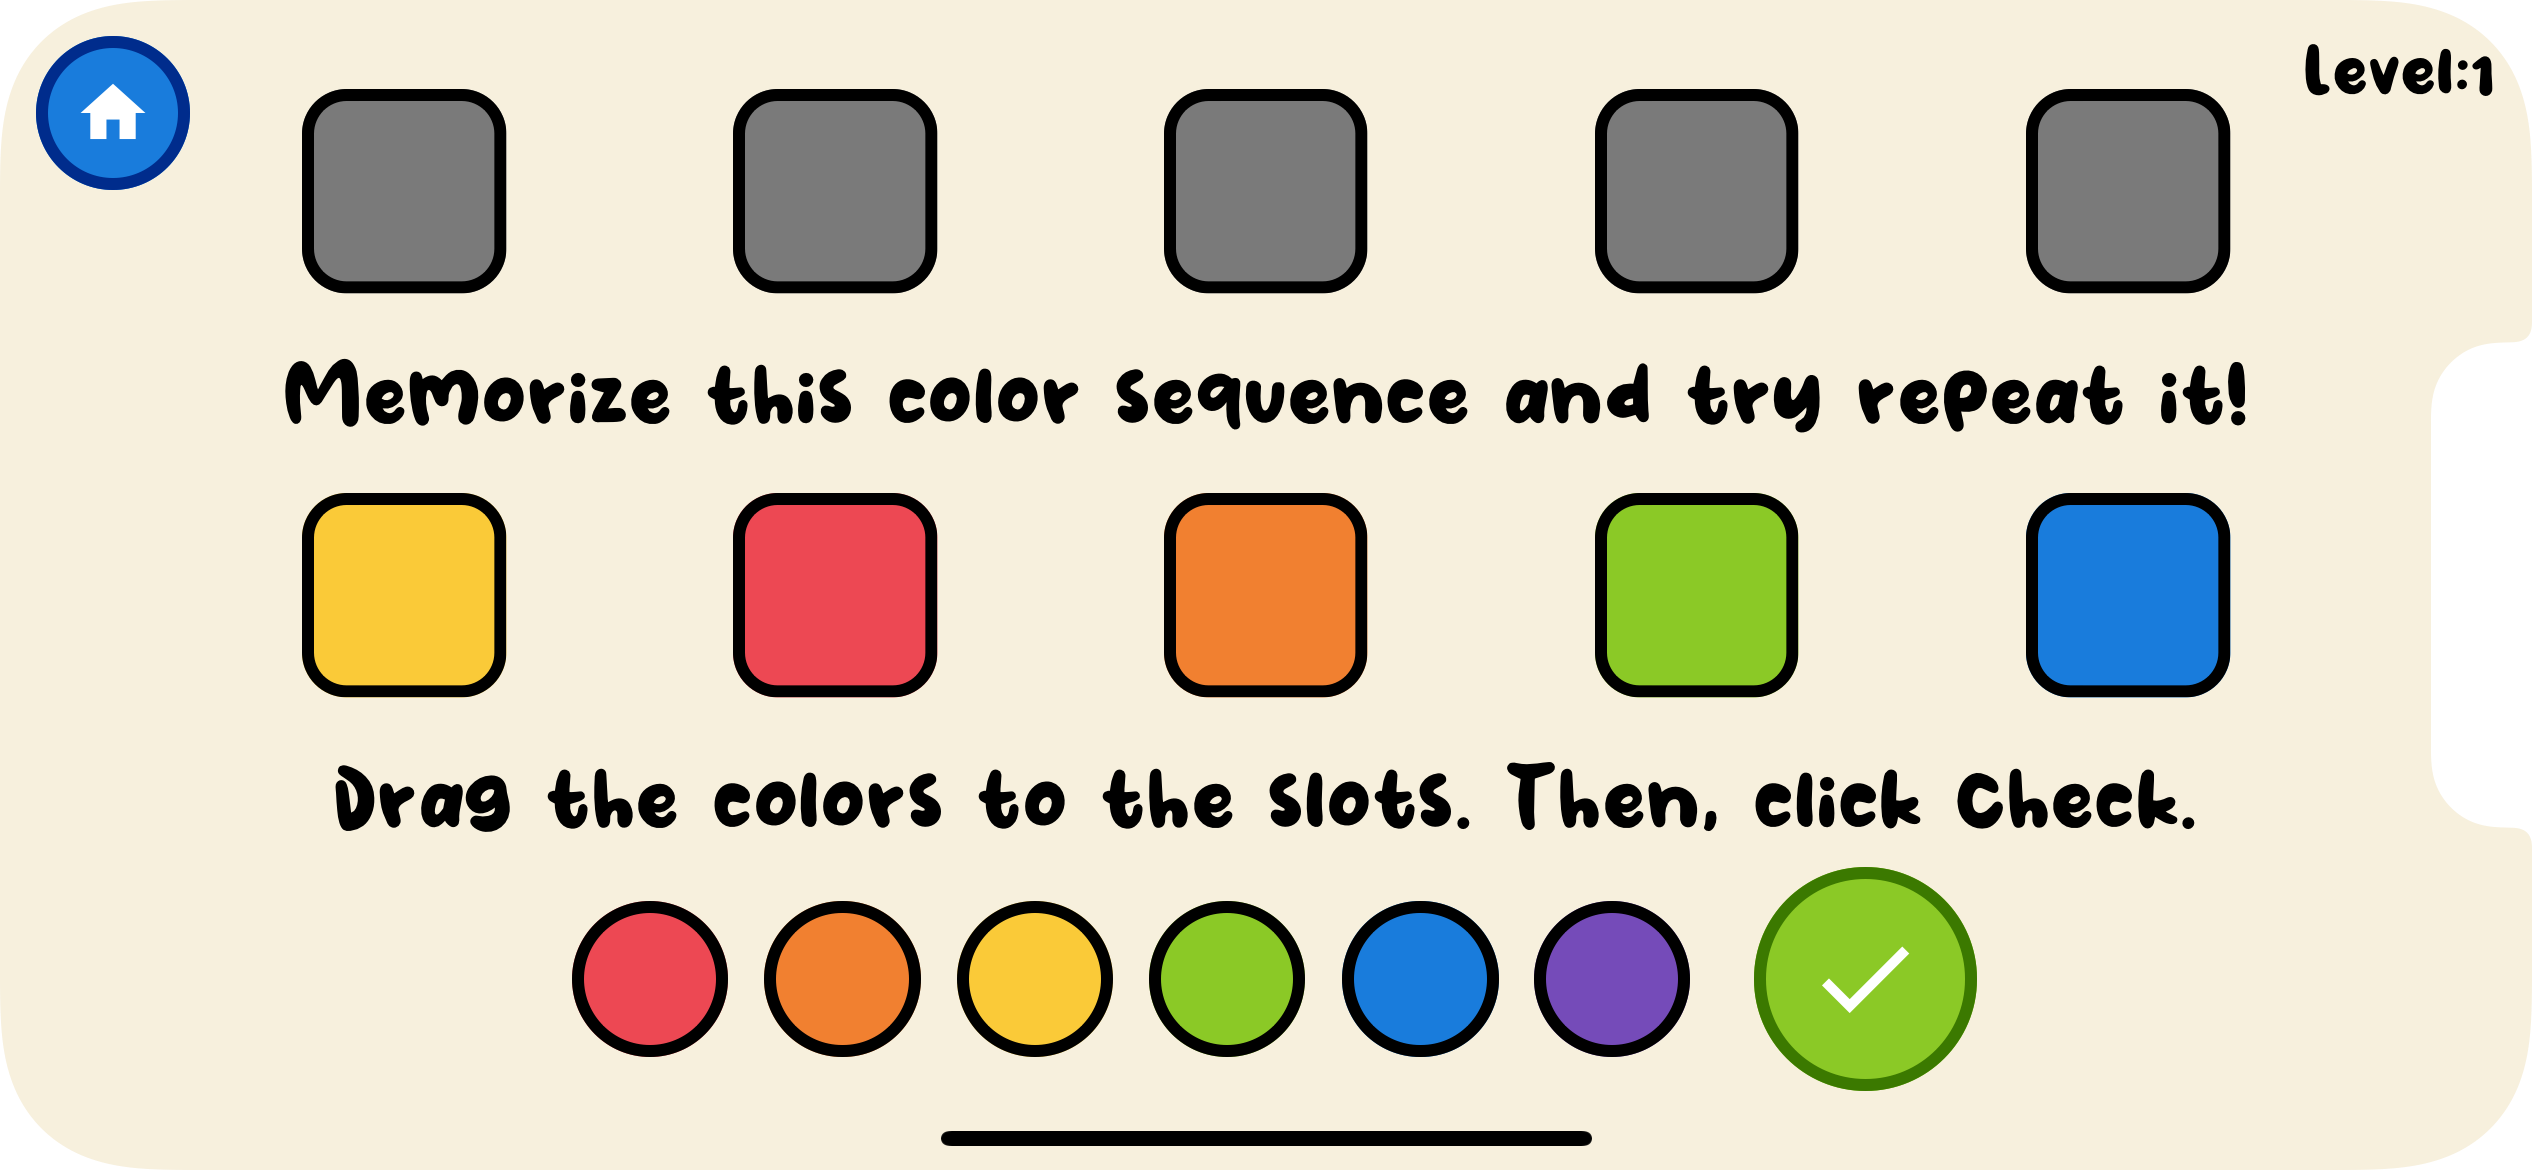 Level:1
Memorize this color sequence and try repeat it!
Drag the colors to the slots. Then, click Check.